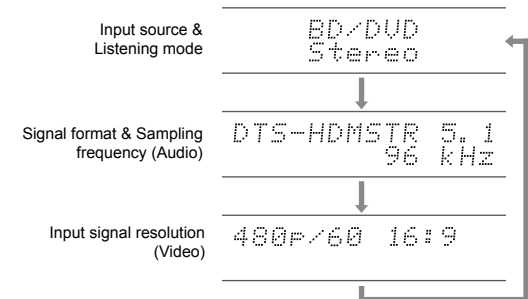 Input source &
Listening mode
BD/DVD
Stereo
Signal format & Sampling
frequency (Audio)
DTS-HDMSTR 5.1
96 kHz
Input signal resolution
(Video)
480p/60 16:9